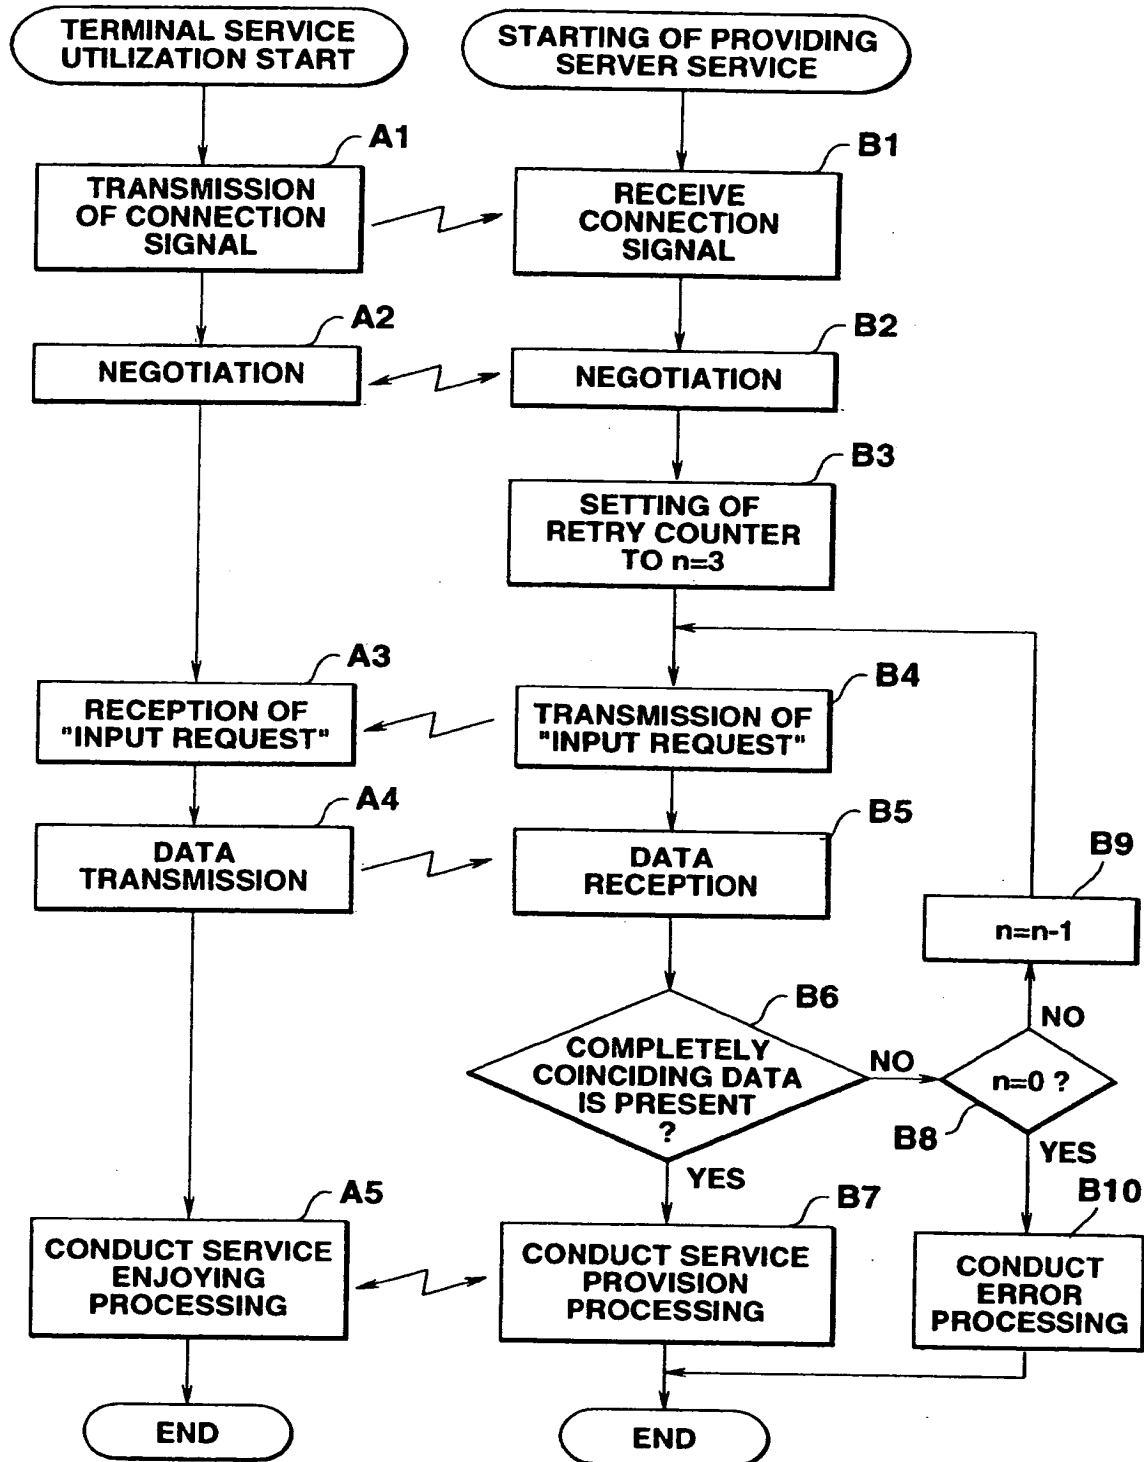 TERMINAL SERVICE
UTILIZATION START
STARTING OF PROVIDING
SERVER SERVICE
A1
TRANSMISSION
OF CONNECTION
SIGNAL
B1
RECEIVE
CONNECTION
SIGNAL
A2
NEGOTIATION
B2
NEGOTIATION
B3
SETTING OF
RETRY COUNTER
TO n=3
A3
RECEPTION OF
"INPUT REQUEST"
B4
TRANSMISSION OF
"INPUT REQUEST"
A4
DATA
TRANSMISSION
B5
DATA
RECEPTION
B9
n=n-1
B6
COMPLETELY
COINCIDING DATA
IS PRESENT
?
NO
NO
n=0 ?
B8
YES
YES
A5
CONDUCT SERVICE
ENJOYING
PROCESSING
B7
CONDUCT SERVICE
PROVISION
PROCESSING
B10
CONDUCT
ERROR
PROCESSING
END
END